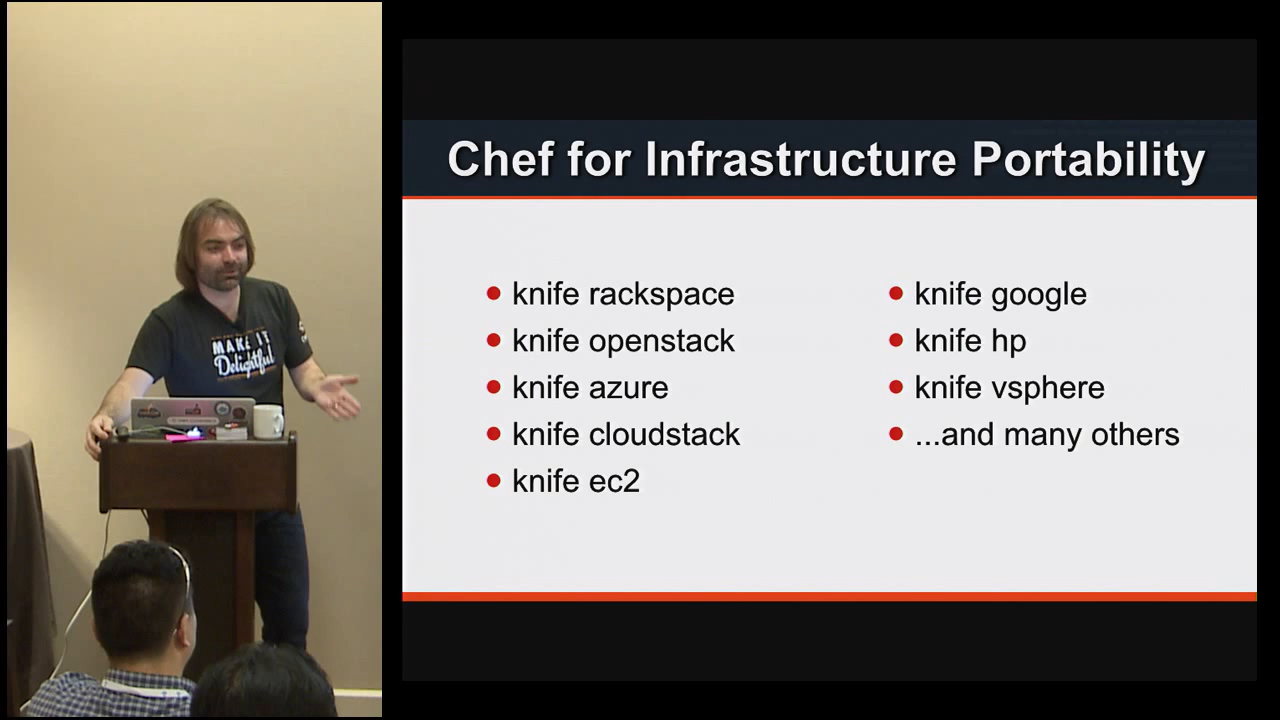 MAKE IT
Delightful
Chef for Infrastructure Portability
knife rackspace
knife openstack
knife azure
knife cloudstack
knife ec2
knife google
knife hp
knife vsphere
...and many others